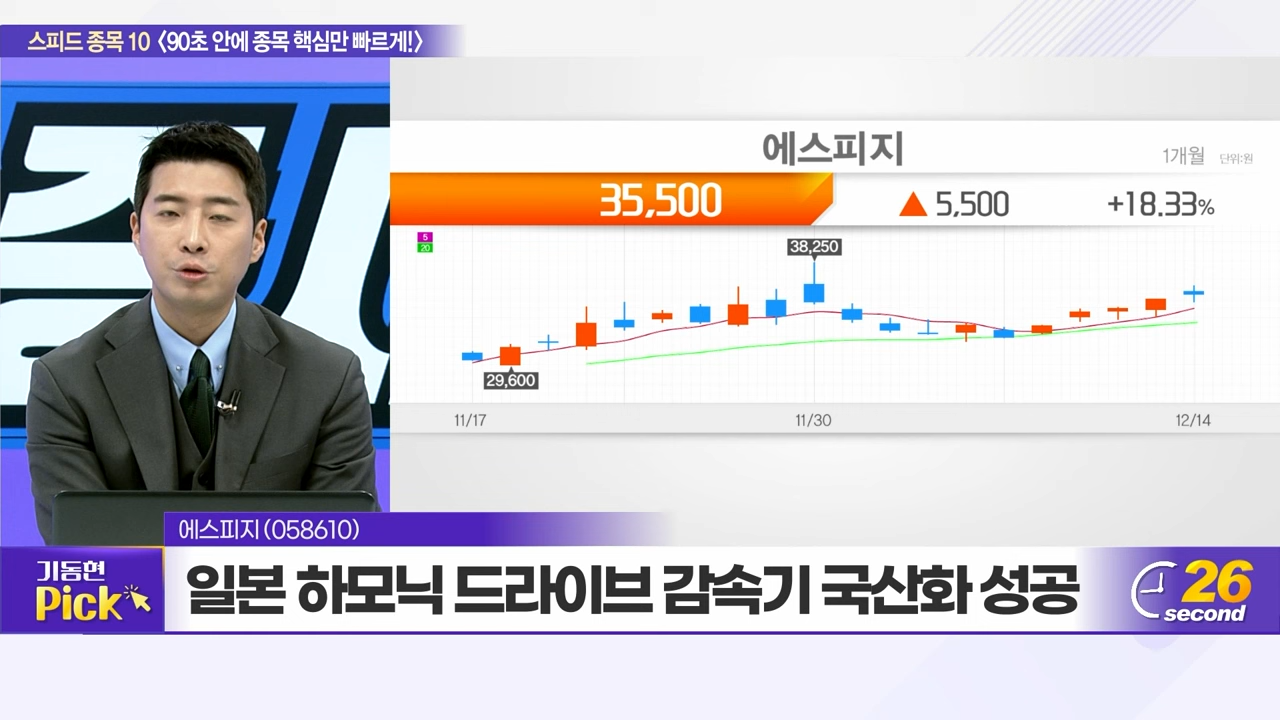 스피드 종목 10 <90초 안에 종목 핵심만 빠르게!>
에스피지
1개월 단위:원
35,500 ▲ 5,500 +18.33%
5
20
38,250
29,600
11/17 11/30 12/14
에스피지(058610)
기동현
Pick
일본 하모닉 드라이브 감속기 국산화 성공
26
second